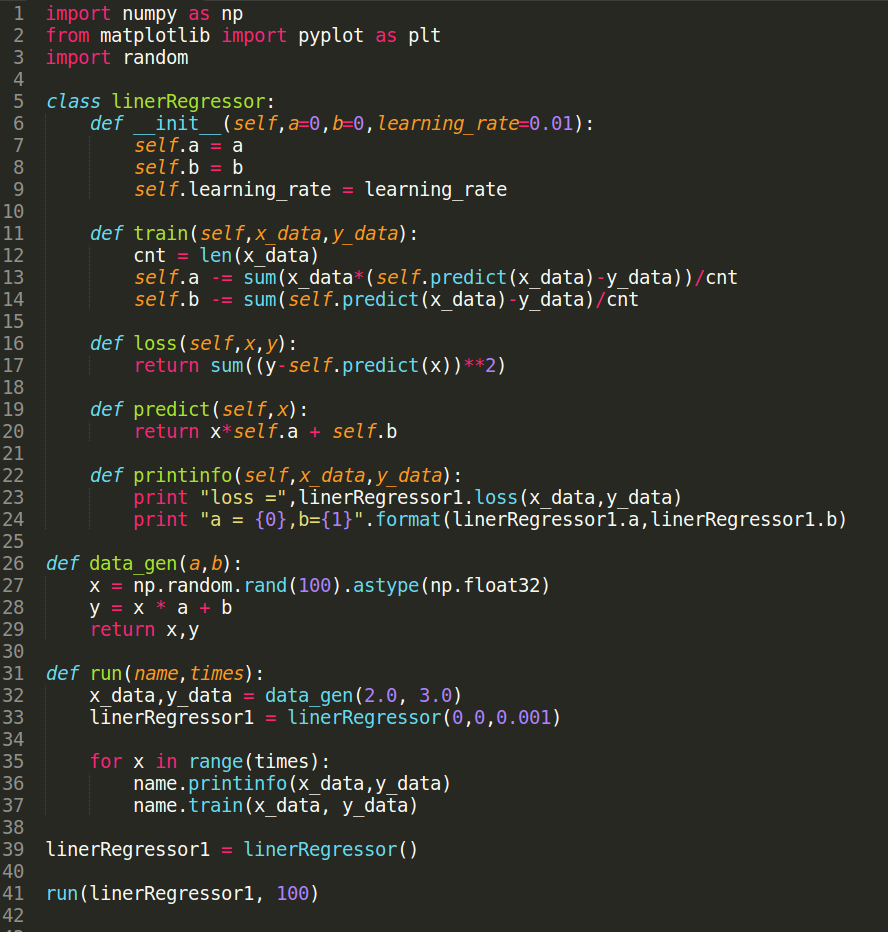 1 import numpy as np
2 from matplotlib import pyplot as plt
3 import random
4
5 class linerRegressor:
6     def __init__(self,a=0,b=0,learning_rate=0.01):
7         self.a = a
8         self.b = b
9         self.learning_rate = learning_rate
10
11     def train(self,x_data,y_data):
12         cnt = len(x_data)
13         self.a -= sum(x_data*(self.predict(x_data)-y_data))/cnt
14         self.b -= sum(self.predict(x_data)-y_data)/cnt
15
16     def loss(self,x,y):
17         return sum((y-self.predict(x))**2)
18
19     def predict(self,x):
20         return x*self.a + self.b
21
22     def printinfo(self,x_data,y_data):
23         print "loss =",linerRegressor1.loss(x_data,y_data)
24         print "a = {0},b={1}".format(linerRegressor1.a,linerRegressor1.b)
25
26 def data_gen(a,b):
27     x = np.random.rand(100).astype(np.float32)
28     y = x * a + b
29     return x,y
30
31 def run(name,times):
32     x_data,y_data = data_gen(2.0, 3.0)
33     linerRegressor1 = linerRegressor(0,0,0.001)
34
35     for x in range(times):
36         name.printinfo(x_data,y_data)
37         name.train(x_data, y_data)
38
39 linerRegressor1 = linerRegressor()
40
41 run(linerRegressor1, 100)
42